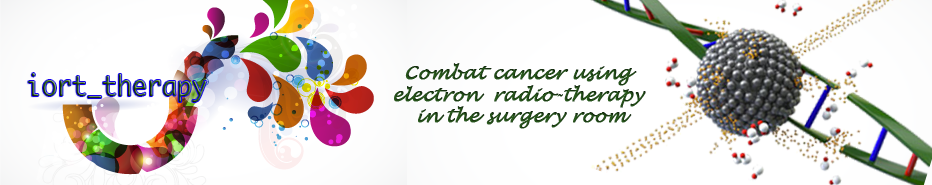 iort_therapy
Combat cancer using
electron radio-therapy
in the surgery room